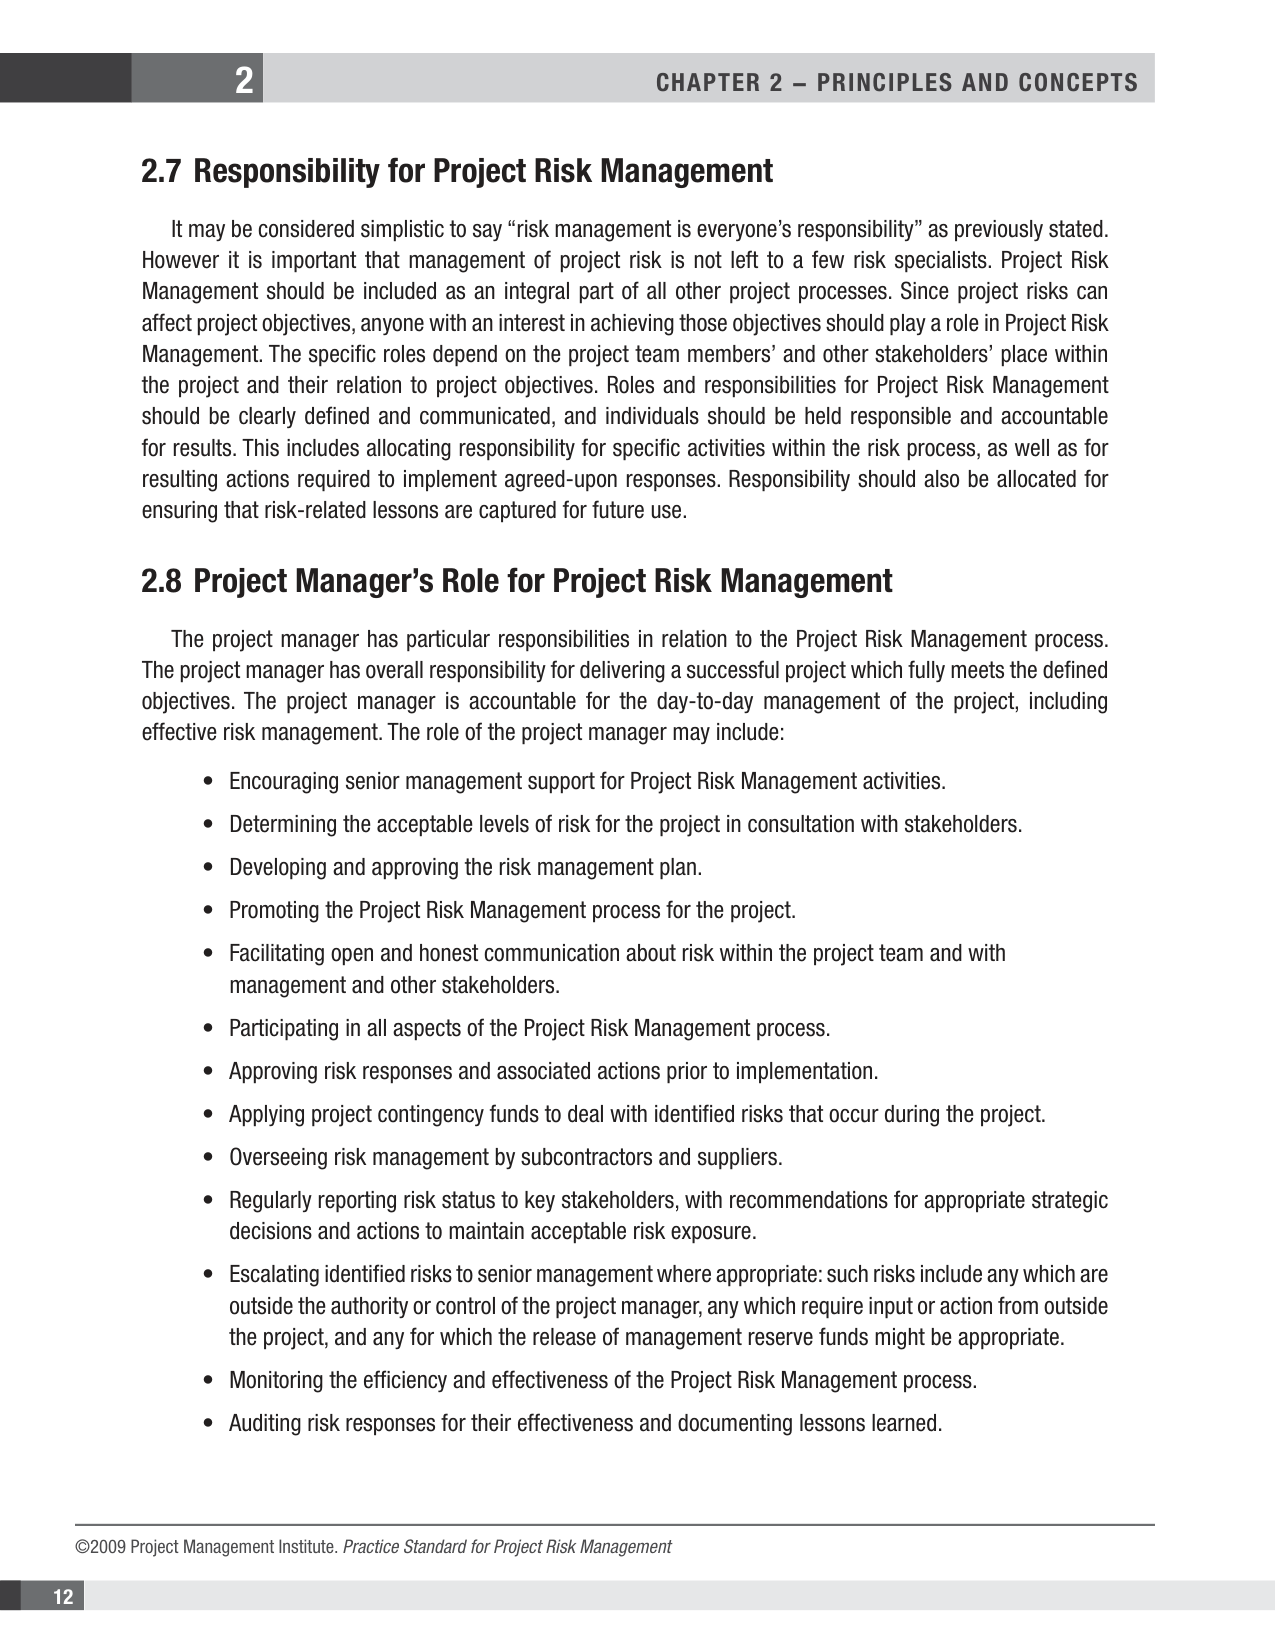 2
CHAPTER 2 – PRINCIPLES AND CONCEPTS
2.7 Responsibility for Project Risk Management
It may be considered simplistic to say “risk management is everyone’s responsibility” as previously stated.
However it is important that management of project risk is not left to a few risk specialists. Project Risk
Management should be included as an integral part of all other project processes. Since project risks can
affect project objectives, anyone with an interest in achieving those objectives should play a role in Project Risk
Management. The specific roles depend on the project team members’ and other stakeholders’ place within
the project and their relation to project objectives. Roles and responsibilities for Project Risk Management
should be clearly defined and communicated, and individuals should be held responsible and accountable
for results. This includes allocating responsibility for specific activities within the risk process, as well as for
resulting actions required to implement agreed-upon responses. Responsibility should also be allocated for
ensuring that risk-related lessons are captured for future use.
2.8 Project Manager’s Role for Project Risk Management
The project manager has particular responsibilities in relation to the Project Risk Management process.
The project manager has overall responsibility for delivering a successful project which fully meets the defined
objectives. The project manager is accountable for the day-to-day management of the project, including
effective risk management. The role of the project manager may include:
• Encouraging senior management support for Project Risk Management activities.
• Determining the acceptable levels of risk for the project in consultation with stakeholders.
• Developing and approving the risk management plan.
• Promoting the Project Risk Management process for the project.
• Facilitating open and honest communication about risk within the project team and with
management and other stakeholders.
• Participating in all aspects of the Project Risk Management process.
• Approving risk responses and associated actions prior to implementation.
• Applying project contingency funds to deal with identified risks that occur during the project.
• Overseeing risk management by subcontractors and suppliers.
• Regularly reporting risk status to key stakeholders, with recommendations for appropriate strategic
decisions and actions to maintain acceptable risk exposure.
• Escalating identified risks to senior management where appropriate: such risks include any which are
outside the authority or control of the project manager, any which require input or action from outside
the project, and any for which the release of management reserve funds might be appropriate.
• Monitoring the efficiency and effectiveness of the Project Risk Management process.
• Auditing risk responses for their effectiveness and documenting lessons learned.
©2009 Project Management Institute. Practice Standard for Project Risk Management
12